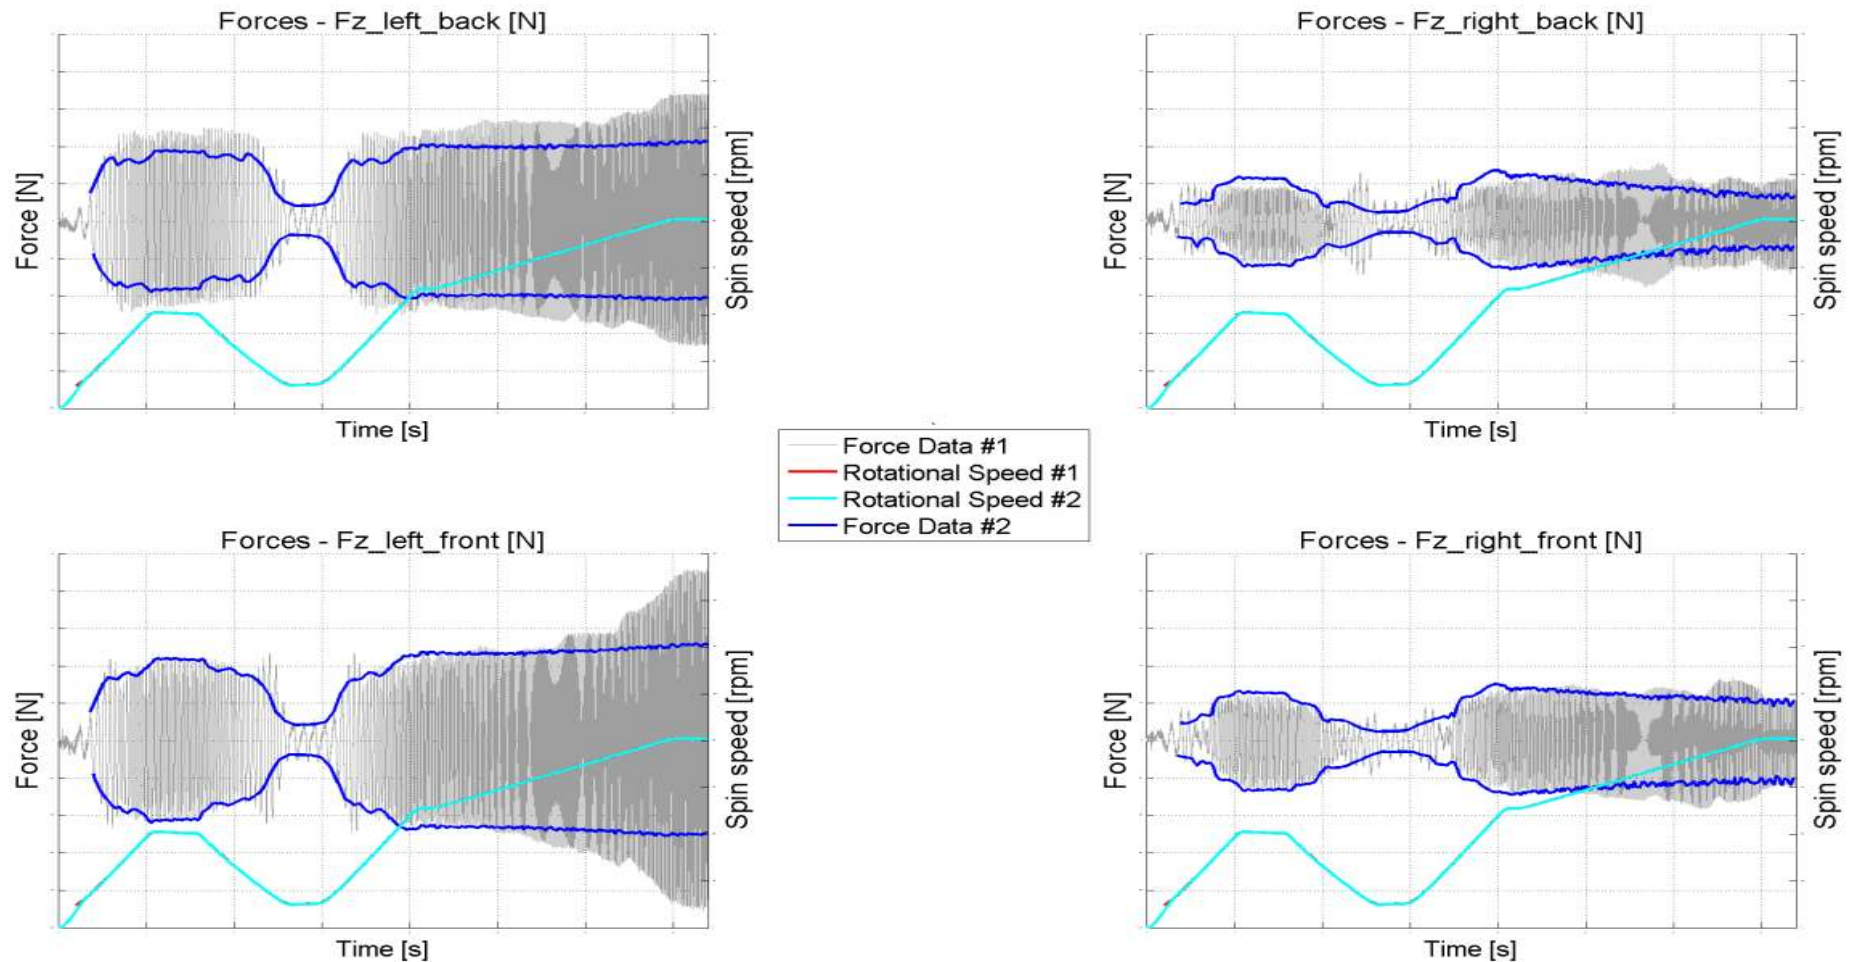 Forces - Fz_left_back [N]
Force [N]
Spin speed [rpm]
Time [s]
Forces - Fz_right_back [N]
Force [N]
Spin speed [rpm]
Time [s]
Force Data #1
Rotational Speed #1
Rotational Speed #2
Force Data #2
Forces - Fz_left_front [N]
Force [N]
Spin speed [rpm]
Time [s]
Forces - Fz_right_front [N]
Force [N]
Spin speed [rpm]
Time [s]